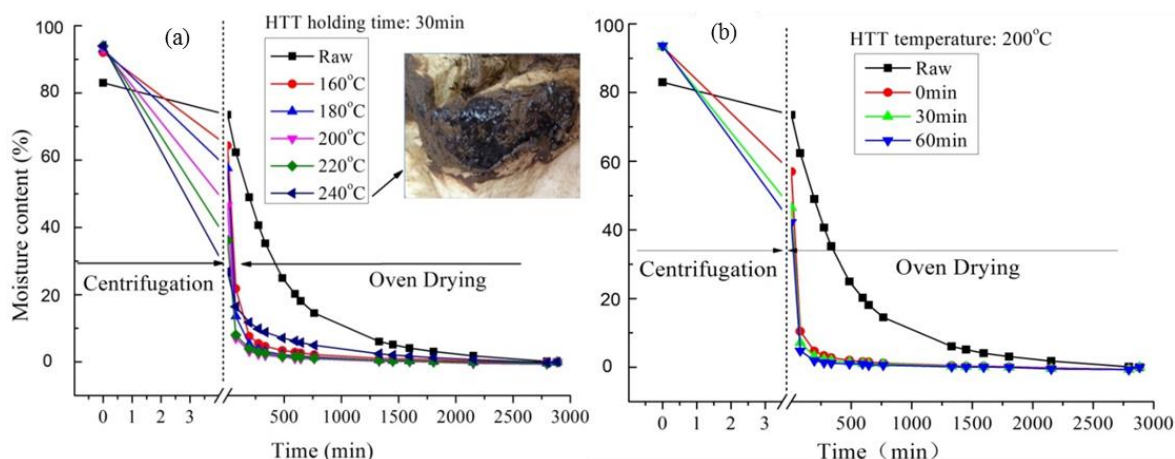 HTT holding time: 30min
(a)
Raw
160°C
180°C
200°C
220°C
240°C
Centrifugation
Oven Drying
Moisture content (%)
100
80
60
40
20
0
0 1 2 3 500 1000 1500 2000 2500 3000
Time (min)
(b)
HTT temperature: 200°C
Raw
0min
30min
60min
Centrifugation
Oven Drying
100
80
60
40
20
0
0 1 2 3 500 1000 1500 2000 2500 3000
Time（min)